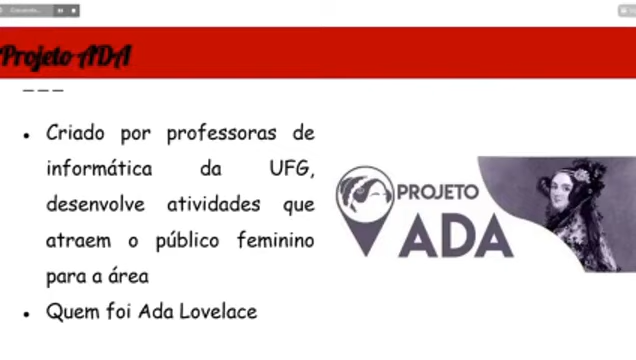 Projeto ADA
Criado por professoras de
informática da UFG,
desenvolve atividades que
atraem o público feminino
para a área
Quem foi Ada Lovelace
PROJETO
ADA